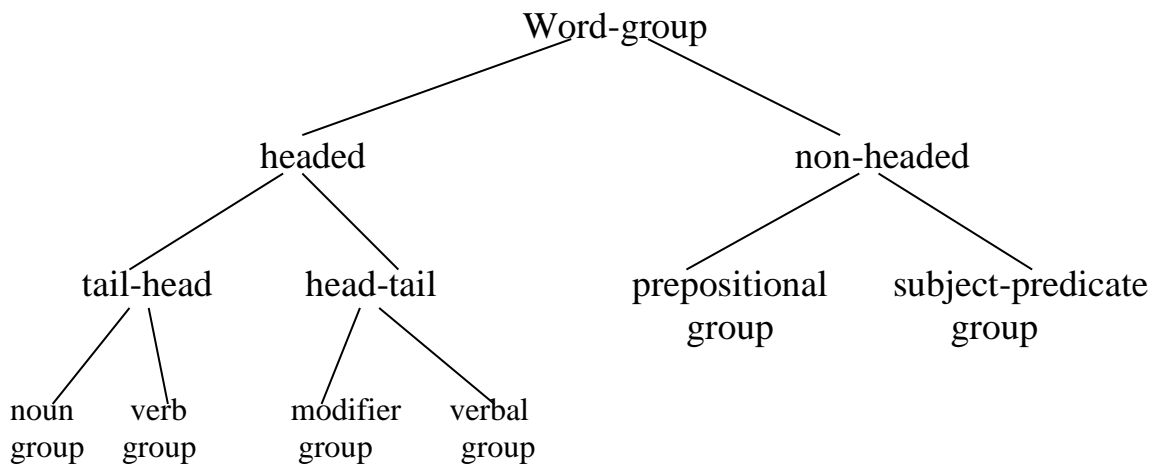 Word-group
headed non-headed
tail-head head-tail prepositional subject-predicate
group group
noun verb modifier verbal
group group group group